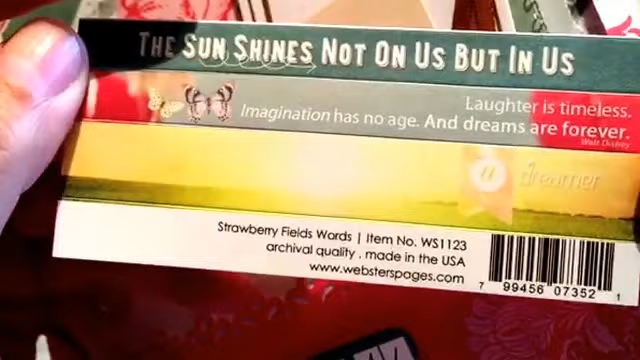 THE SUN SHINES NOT ON US BUT IN US
Laughter is timeless.
Imagination has no age. And dreams are forever.
Walt Disney
dreamer
Strawberry Fields Words | Item No. WS1123
archival quality . made in the USA
www.websterspages.com
7 99456 07352 1